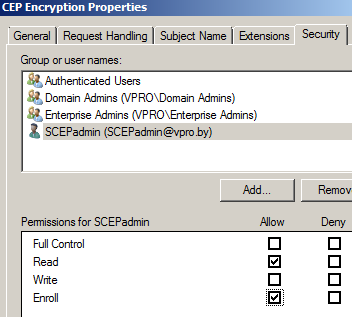 CEP Encryption Properties
General Request Handling Subject Name Extensions Security
Group or user names:
Authenticated Users
Domain Admins (VPRO\Domain Admins)
Enterprise Admins (VPRO\Enterprise Admins)
SCEPadmin (SCEPadmin@vpro.by)
Add... Remov
Permissions for SCEPadmin Allow Deny
Full Control
Read
Write
Enroll